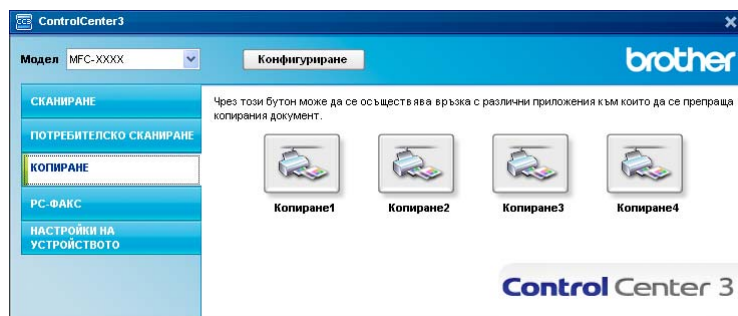 ControlCenter3
Модел MFC-XXXX Конфигуриране
brother
СКАНИРАНЕ
ПОТРЕБИТЕЛСКО СКАНИРАНЕ
КОПИРАНЕ
РС-ФАКС
НАСТРОЙКИ НА
УСТРОЙСТВОТО
Чрез този бутон може да се осъществява връзка с различни приложения към които да се препраща
копирания документ.
Копиране1 Копиране2 Копиране3 Копиране4
Control Center 3